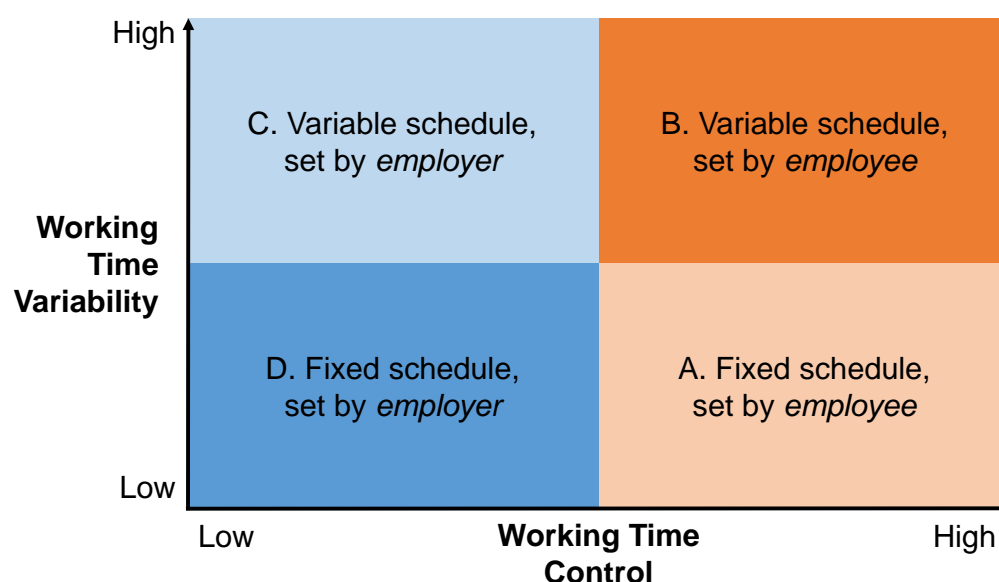 High
C. Variable schedule,
set by employer
B. Variable schedule,
set by employee
Working
Time
Variability
D. Fixed schedule,
set by employer
A. Fixed schedule,
set by employee
Low
Low
Working Time
Control
High